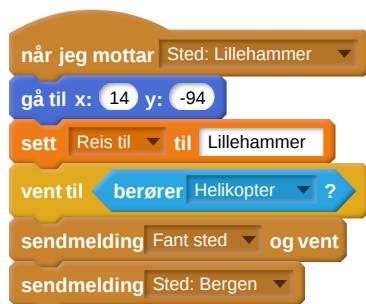 når jeg mottar Sted: Lillehammer
gå til x: 14 y: -94
sett Reis til til Lillehammer
vent til berører Helikopter ?
sendmelding Fant sted og vent
sendmelding Sted: Bergen